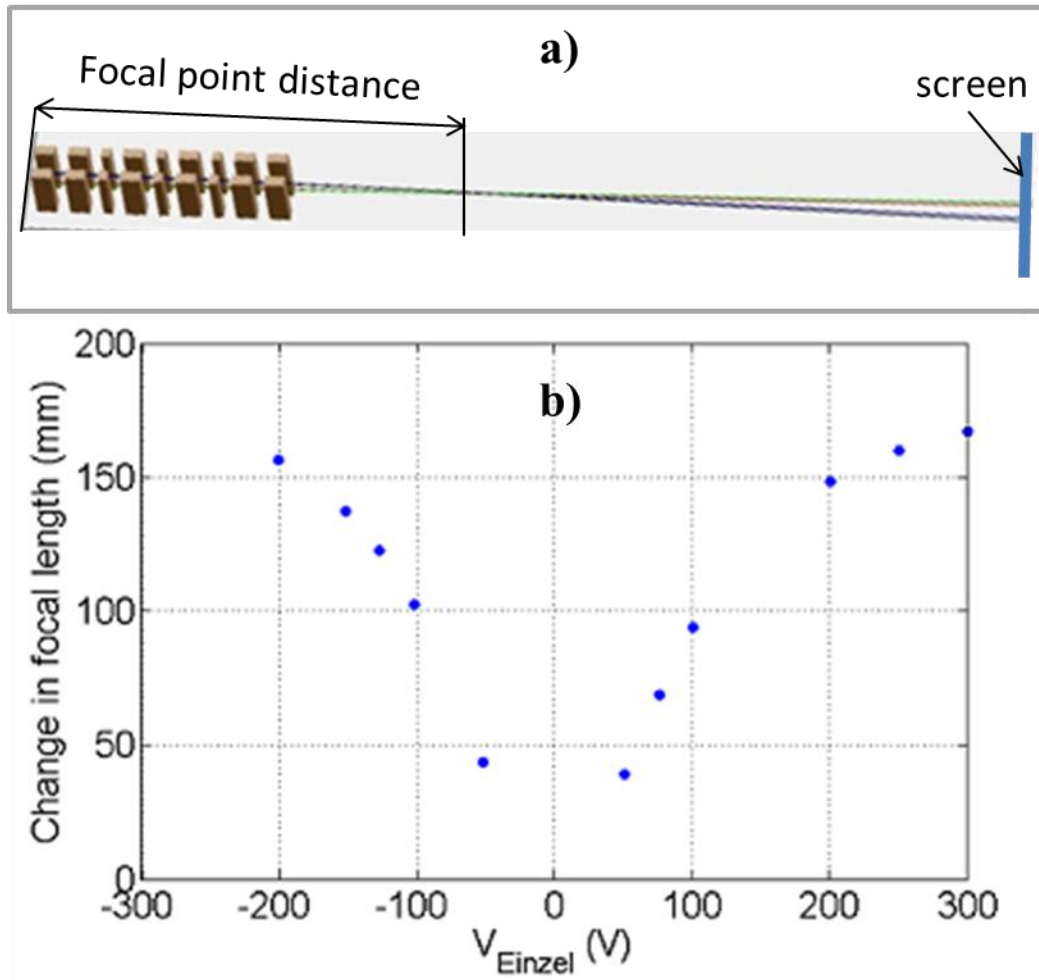 a)
Focal point distance
screen
b)
Change in focal length (mm)
200
150
100
50
0
-300 -200 -100 0 100 200 300
V_Einzel (V)